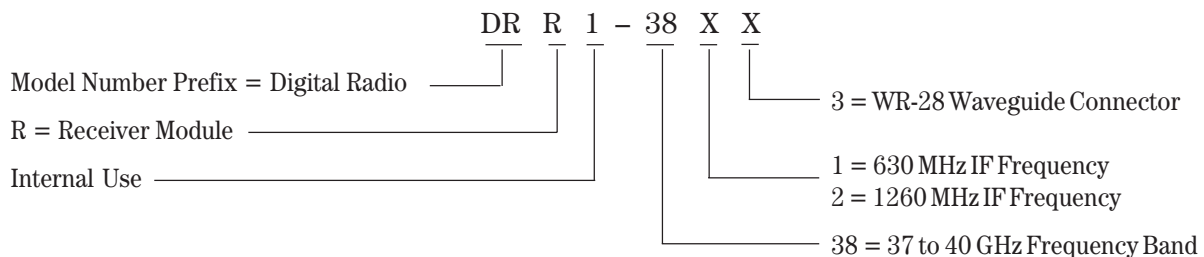 DR R 1 – 38 X X
Model Number Prefix = Digital Radio
R = Receiver Module
Internal Use
3 = WR-28 Waveguide Connector
1 = 630 MHz IF Frequency
2 = 1260 MHz IF Frequency
38 = 37 to 40 GHz Frequency Band